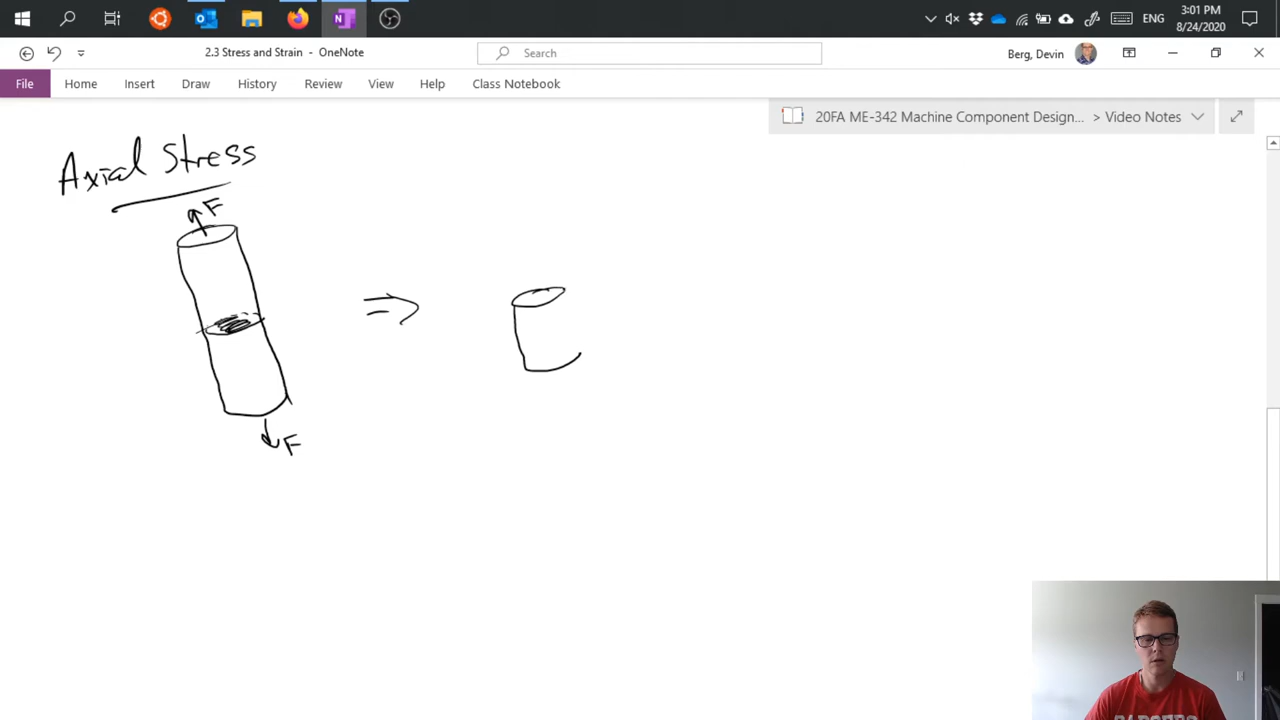 3:01 PM
ENG
8/24/2020
2.3 Stress and Strain - OneNote
Search
Berg, Devin
File
Home
Insert
Draw
History
Review
View
Help
Class Notebook
20FA ME-342 Machine Component Design... > Video Notes
Axial Stress
F
F